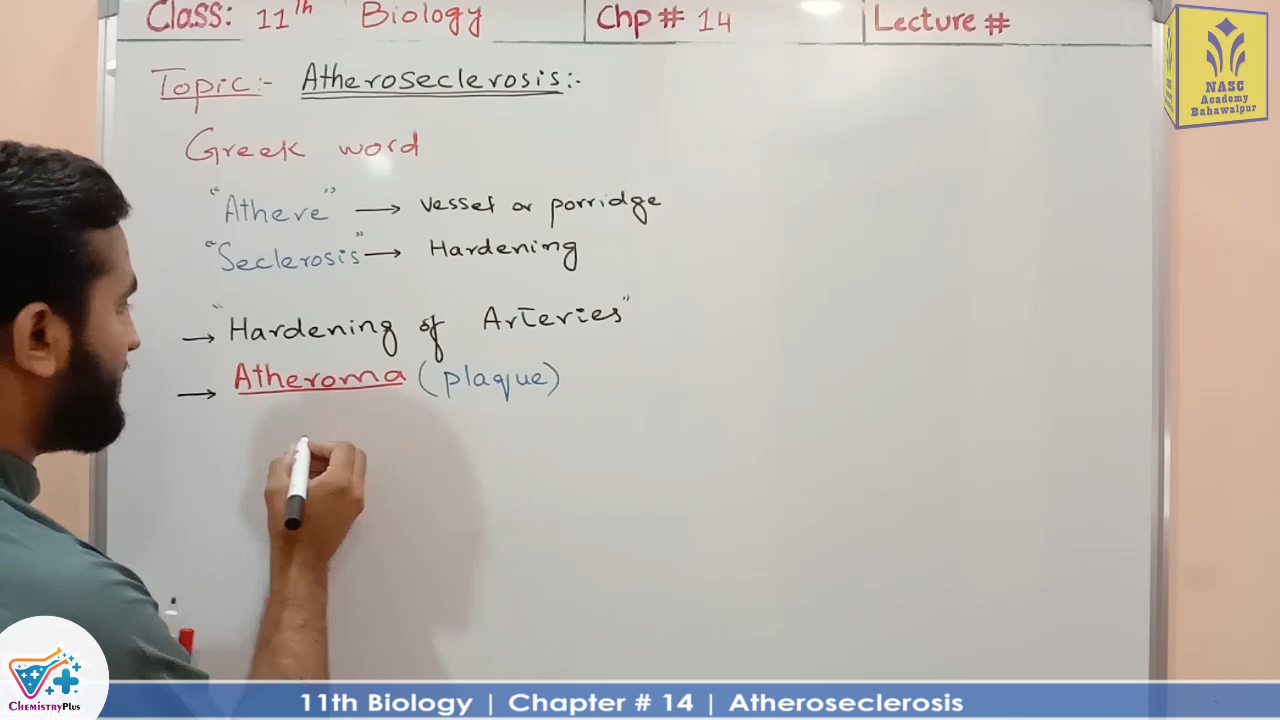 Class: 11th Biology Chp # 14 Lecture #
Topic:- Atheroseclerosis:-
Greek word
"Athere" → vessel or porridge
"Seclerosis" → Hardening
→ "Hardening of Arteries"
→ Atheroma (plaque)
NASC
Academy
Bahawalpur
ChemistryPlus
11th Biology | Chapter # 14 | Atheroseclerosis